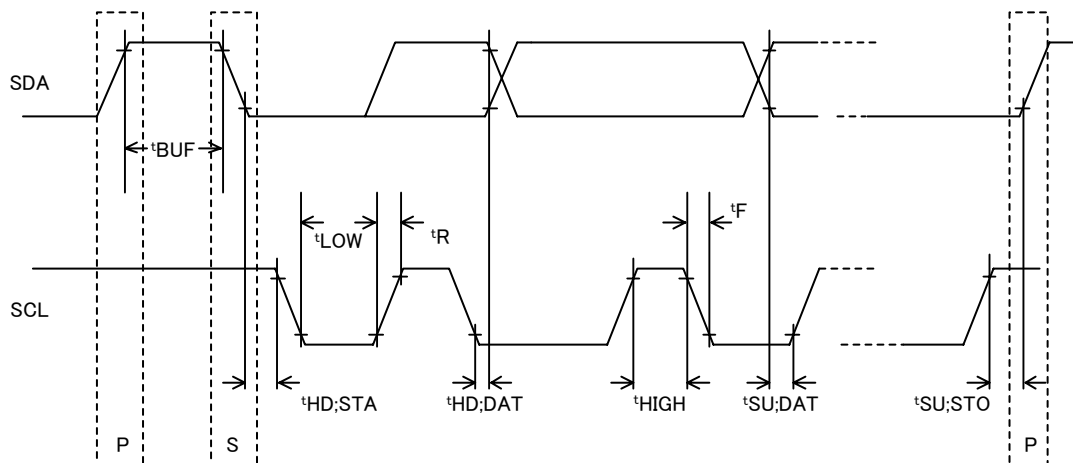 SDA
tBUF
tLOW
tR
tF
SCL
tHD;STA
tHD;DAT
tHIGH
tSU;DAT
tSU;STO
P
S
P